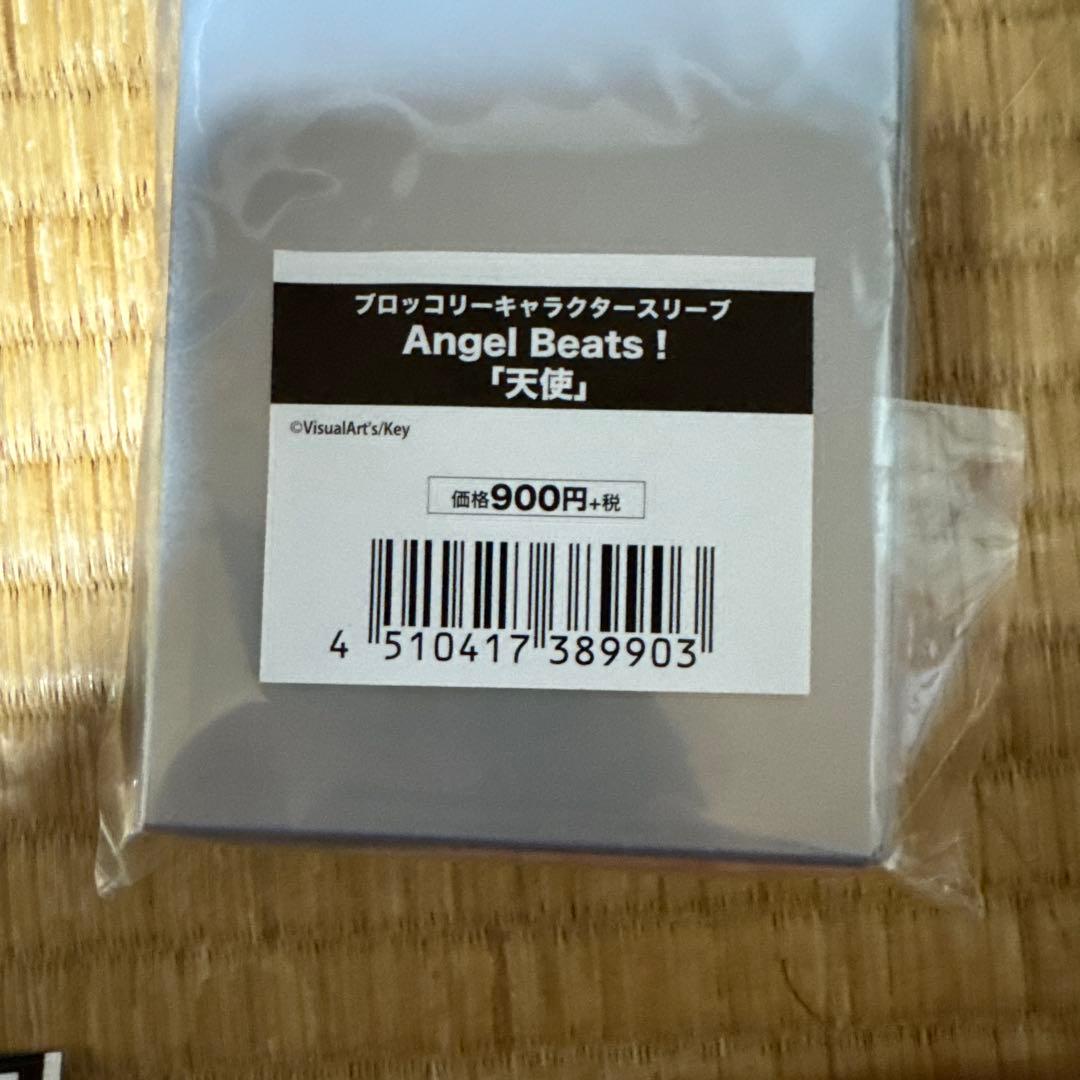 ブロッコリーキャラクタースリーブ
Angel Beats！
「天使」
©VisualArt's/Key
価格900円+税
4 510417 389903